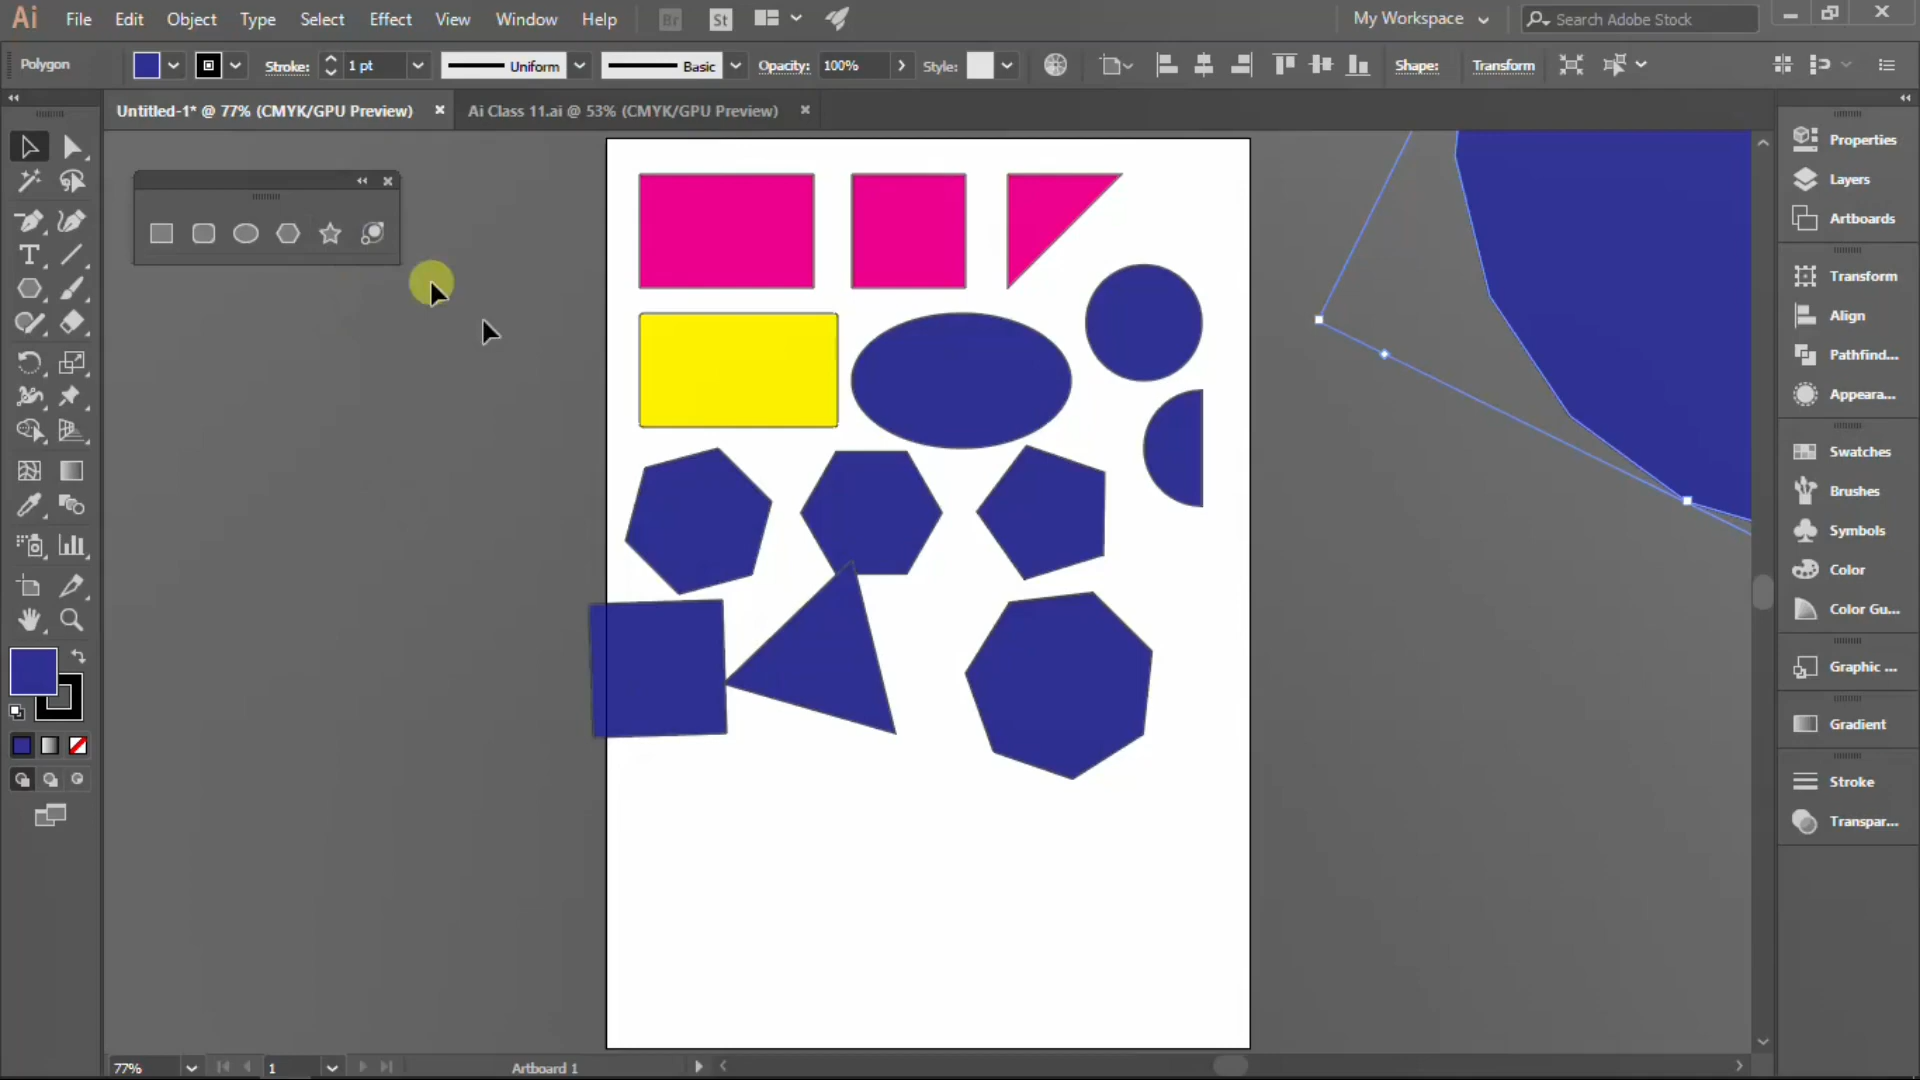 Ai File Edit Object Type Select Effect View Window Help Br St My Workspace Search Adobe Stock
Polygon Stroke: 1 pt Uniform Basic Opacity: 100% Style: Shape: Transform
Untitled-1* @ 77% (CMYK/GPU Preview) Ai Class 11.ai @ 53% (CMYK/GPU Preview)
Properties
Layers
Artboards
Transform
Align
Pathfind...
Appeara...
Swatches
Brushes
Symbols
Color
Color Gu...
Graphic ...
Gradient
Stroke
Transpar...
77% 1 Artboard 1